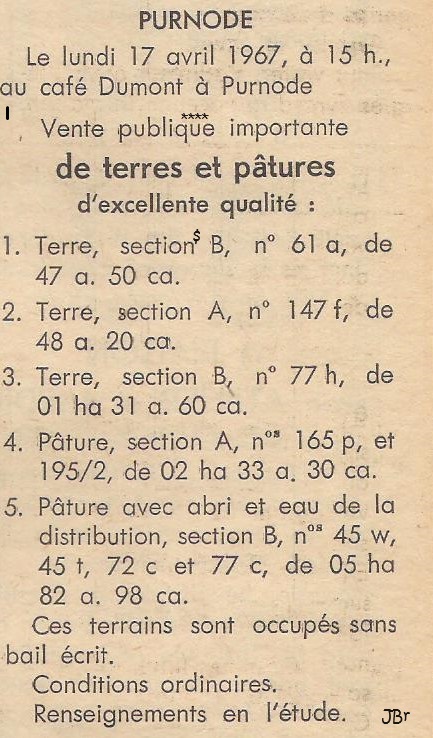 PURNODE
Le lundi 17 avril 1967, à 15 h.,
au café Dumont à Purnode
Vente publique importante
****
de terres et pâtures
d'excellente qualité :
1. Terre, section$ B, n° 61 a, de
47 a. 50 ca.
2. Terre, section A, n° 147 f, de
48 a. 20 ca.
3. Terre, section B, n° 77 h, de
01 ha 31 a. 60 ca.
4. Pâture, section A, nos 165 p, et
195/2, de 02 ha 33 a. 30 ca.
5. Pâture avec abri et eau de la
distribution, section B, nos 45 w,
45 t, 72 c et 77 c, de 05 ha
82 a. 98 ca.
Ces terrains sont occupés sans
bail écrit.
Conditions ordinaires.
Renseignements en l'étude. JBr